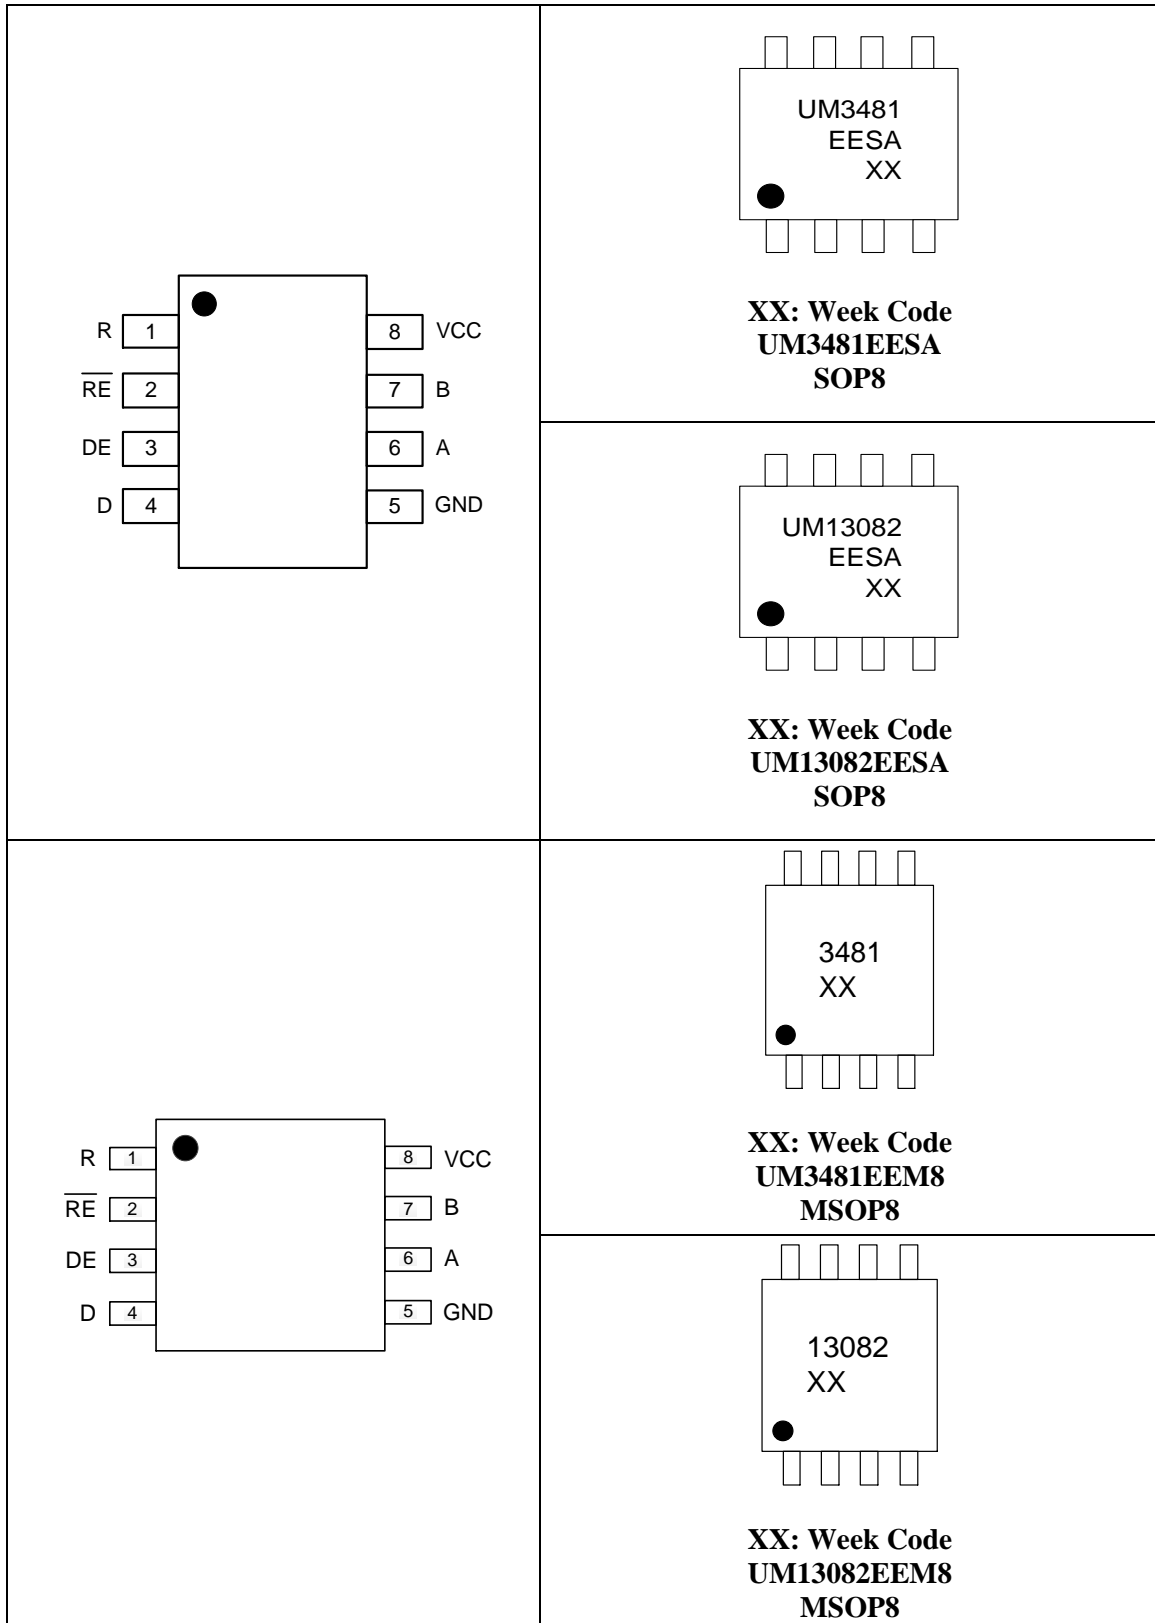 R 1 8 VCC
R̅E̅ 2 7 B
DE 3 6 A
D 4 5 GND
UM3481
EESA
XX
XX: Week Code
UM3481EESA
SOP8
UM13082
EESA
XX
XX: Week Code
UM13082EESA
SOP8
R 1 8 VCC
R̅E̅ 2 7 B
DE 3 6 A
D 4 5 GND
3481
XX
XX: Week Code
UM3481EEM8
MSOP8
13082
XX
XX: Week Code
UM13082EEM8
MSOP8